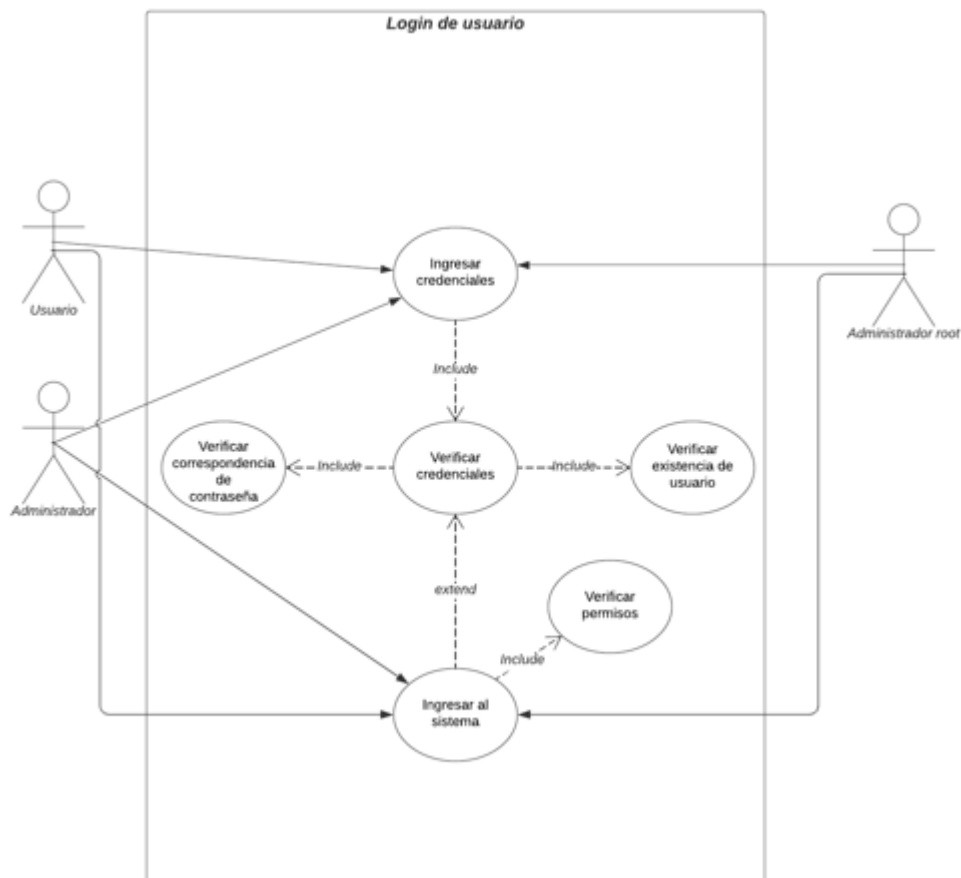 Login de usuario
Usuario
Ingresar
credenciales
Administrador root
Include
Administrador
Verificar
correspondencia
de
contraseña
Include
Verificar
credenciales
Include
Verificar
existencia de
usuario
extend
Verificar
permisos
Include
Ingresar al
sistema